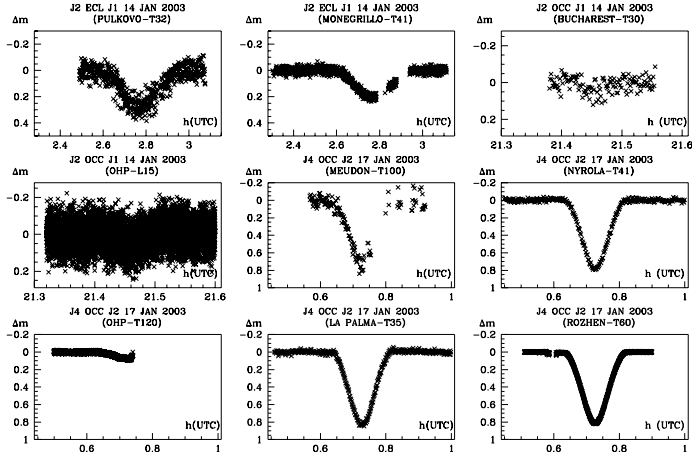 J2 ECL J1 14 JAN 2003
(PULKOVO-T32)
Δm
-0.2
0
0.2
0.4
h(UTC)
2.4 2.6 2.8 3
J2 ECL J1 14 JAN 2003
(MONEGRILLO-T41)
Δm
-0.2
0
0.2
0.4
h(UTC)
2.4 2.6 2.8 3
J2 OCC J1 14 JAN 2003
(BUCHAREST-T30)
Δm
-0.2
0
0.2
h(UTC)
21.3 21.4 21.5 21.6
J2 OCC J1 14 JAN 2003
(OHP-L15)
Δm
-0.2
0
0.2
h(UTC)
21.3 21.4 21.5 21.6
J4 OCC J2 17 JAN 2003
(MEUDON-T100)
Δm
-0.2
0
0.2
0.4
0.6
0.8
1
h(UTC)
0.6 0.8 1
J4 OCC J2 17 JAN 2003
(NYROLA-T41)
Δm
-0.2
0
0.2
0.4
0.6
0.8
1
h(UTC)
0.6 0.8 1
J4 OCC J2 17 JAN 2003
(OHP-T120)
Δm
0
0.2
0.4
0.6
0.8
1
h(UTC)
0.6 0.8 1
J4 OCC J2 17 JAN 2003
(LA PALMA-T35)
Δm
0
0.2
0.4
0.6
0.8
1
h(UTC)
0.6 0.8 1
J4 OCC J2 17 JAN 2003
(ROZHEN-T60)
Δm
0
0.2
0.4
0.6
0.8
1
h (UTC)
0.6 0.8 1